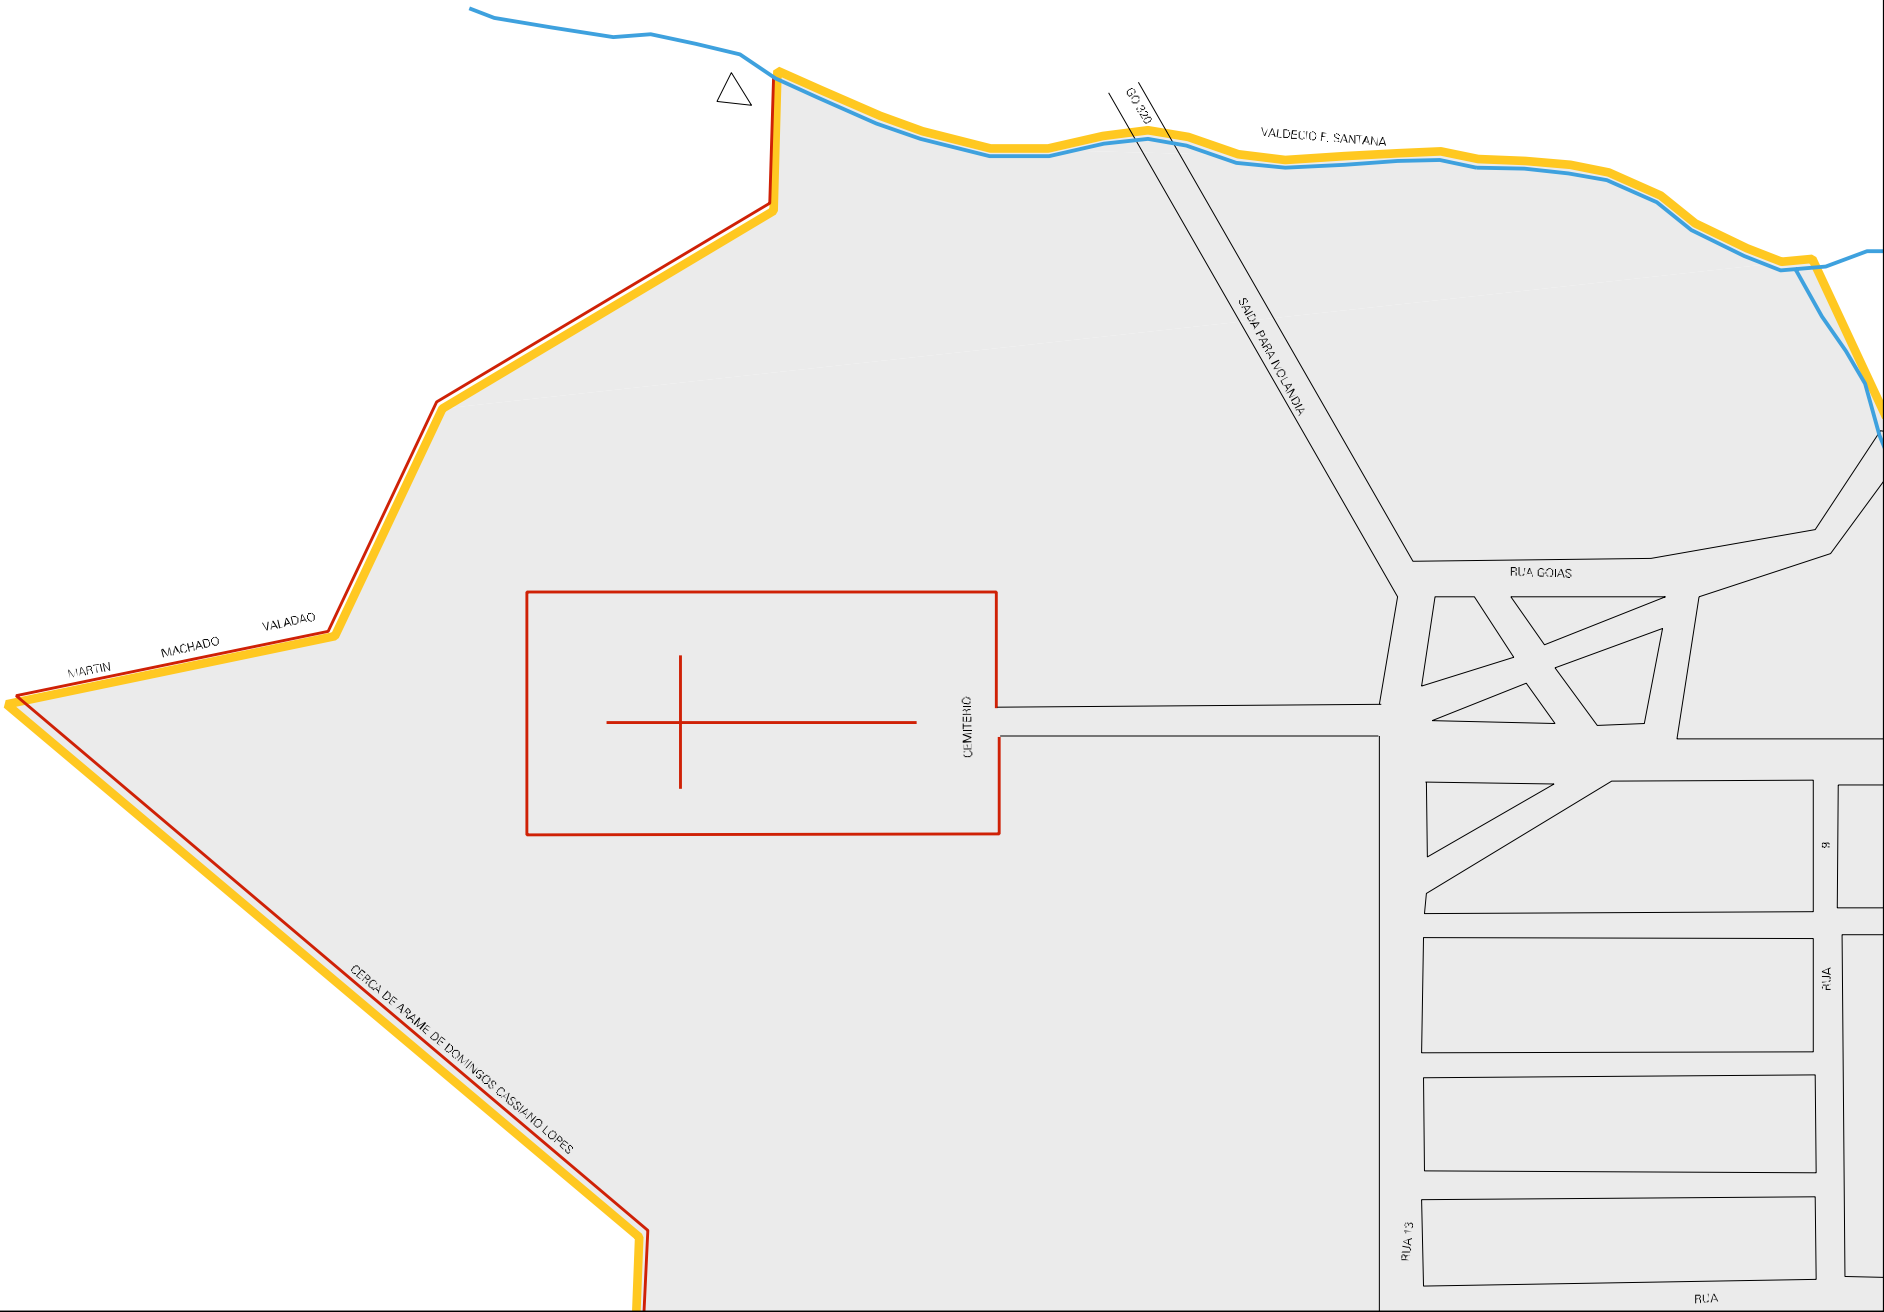 GO 320
VALDECIO F. SANTANA
SAIDA PARA IVOLANDIA
RUA GOIAS
MARTIN MACHADO VALADAO
CEMITERIO
9
RUA
CERCA DE ARAME DE DOMINGOS CASSIANO LOPES
RUA 13
RUA